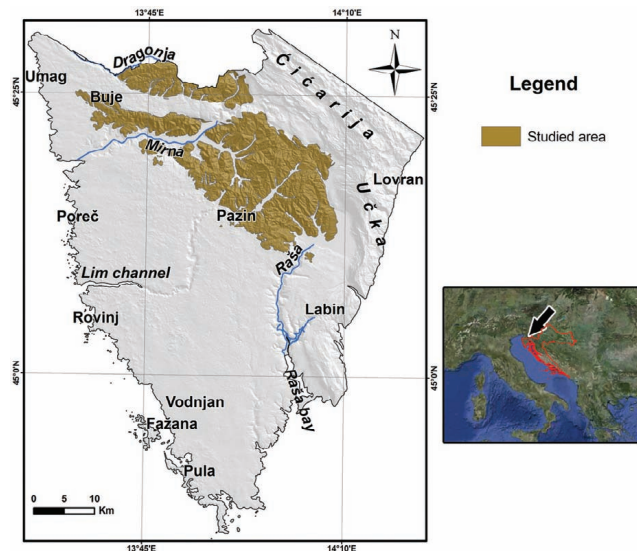 13°45'E
14°10'E
45°25'N
45°25'N
N
Dragonja
Umag
Buje
Ćićarija
Mirna
Lovran
Učka
Poreč
Pazin
Raša
Lim channel
Rovinj
Labin
45°0'N
45°0'N
Raša bay
Vodnjan
Fažana
Pula
0 5 10
Km
13°45'E
14°10'E
Legend
Studied area